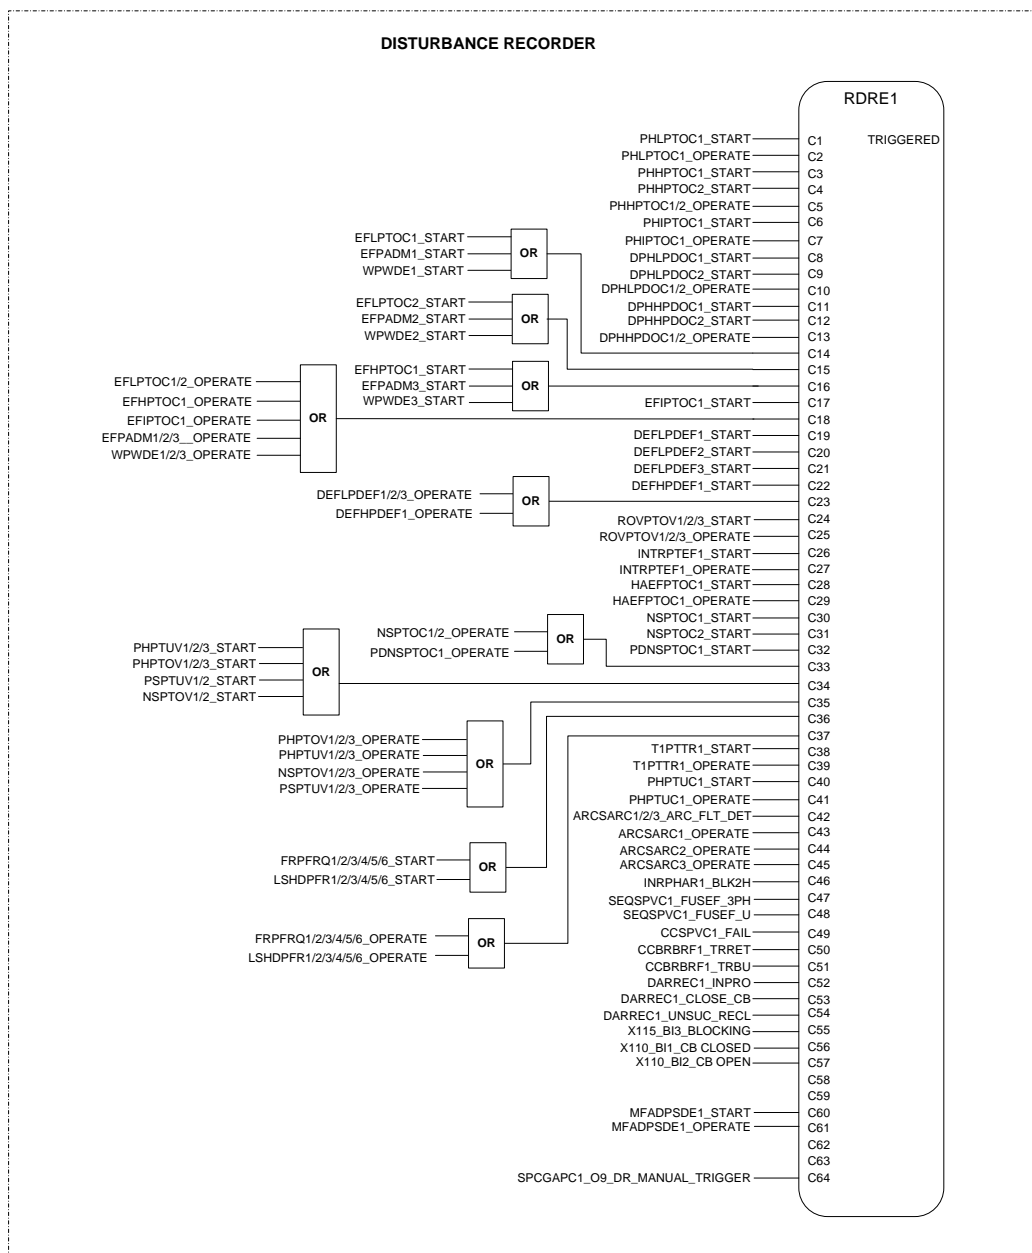 DISTURBANCE RECORDER
RDRE1
TRIGGERED
PHLPTOC1_START C1
PHLPTOC1_OPERATE C2
PHHPTOC1_START C3
PHHPTOC2_START C4
PHHPTOC1/2_OPERATE C5
PHIPTOC1_START C6
PHIPTOC1_OPERATE C7
DPHLPDOC1_START C8
DPHLPDOC2_START C9
DPHLPDOC1/2_OPERATE C10
DPHHPDOC1_START C11
DPHHPDOC2_START C12
DPHHPDOC1/2_OPERATE C13
EFLPTOC1_START
EFPADM1_START
WPWDE1_START
OR
C14
EFLPTOC2_START
EFPADM2_START
WPWDE2_START
OR
C15
EFHPTOC1_START
EFPADM3_START
WPWDE3_START
OR
C16
EFIPTOC1_START C17
EFLPTOC1/2_OPERATE
EFHPTOC1_OPERATE
EFIPTOC1_OPERATE
EFPADM1/2/3__OPERATE
WPWDE1/2/3_OPERATE
OR
C18
DEFLPDEF1_START C19
DEFLPDEF2_START C20
DEFLPDEF3_START C21
DEFHPDEF1_START C22
DEFLPDEF1/2/3_OPERATE
DEFHPDEF1_OPERATE
OR
C23
ROVPTOV1/2/3_START C24
ROVPTOV1/2/3_OPERATE C25
INTRPTEF1_START C26
INTRPTEF1_OPERATE C27
HAEFPTOC1_START C28
HAEFPTOC1_OPERATE C29
NSPTOC1_START C30
NSPTOC2_START C31
PDNSPTOC1_START C32
NSPTOC1/2_OPERATE
PDNSPTOC1_OPERATE
OR
C33
PHPTUV1/2/3_START
PHPTOV1/2/3_START
PSPTUV1/2_START
NSPTOV1/2_START
OR
C34
PHPTOV1/2/3_OPERATE
PHPTUV1/2/3_OPERATE
NSPTOV1/2/3_OPERATE
PSPTUV1/2/3_OPERATE
OR
C35
FRPFRQ1/2/3/4/5/6_START
LSHDPFR1/2/3/4/5/6_START
OR
C36
FRPFRQ1/2/3/4/5/6_OPERATE
LSHDPFR1/2/3/4/5/6_OPERATE
OR
C37
T1PTTR1_START C38
T1PTTR1_OPERATE C39
PHPTUC1_START C40
PHPTUC1_OPERATE C41
ARCSARC1/2/3_ARC_FLT_DET C42
ARCSARC1_OPERATE C43
ARCSARC2_OPERATE C44
ARCSARC3_OPERATE C45
INRPHAR1_BLK2H C46
SEQSPVC1_FUSEF_3PH C47
SEQSPVC1_FUSEF_U C48
CCSPVC1_FAIL C49
CCBRBRF1_TRRET C50
CCBRBRF1_TRBU C51
DARREC1_INPRO C52
DARREC1_CLOSE_CB C53
DARREC1_UNSUC_RECL C54
X115_BI3_BLOCKING C55
X110_BI1_CB CLOSED C56
X110_BI2_CB OPEN C57
C58
C59
MFADPSDE1_START C60
MFADPSDE1_OPERATE C61
C62
C63
SPCGAPC1_O9_DR_MANUAL_TRIGGER C64